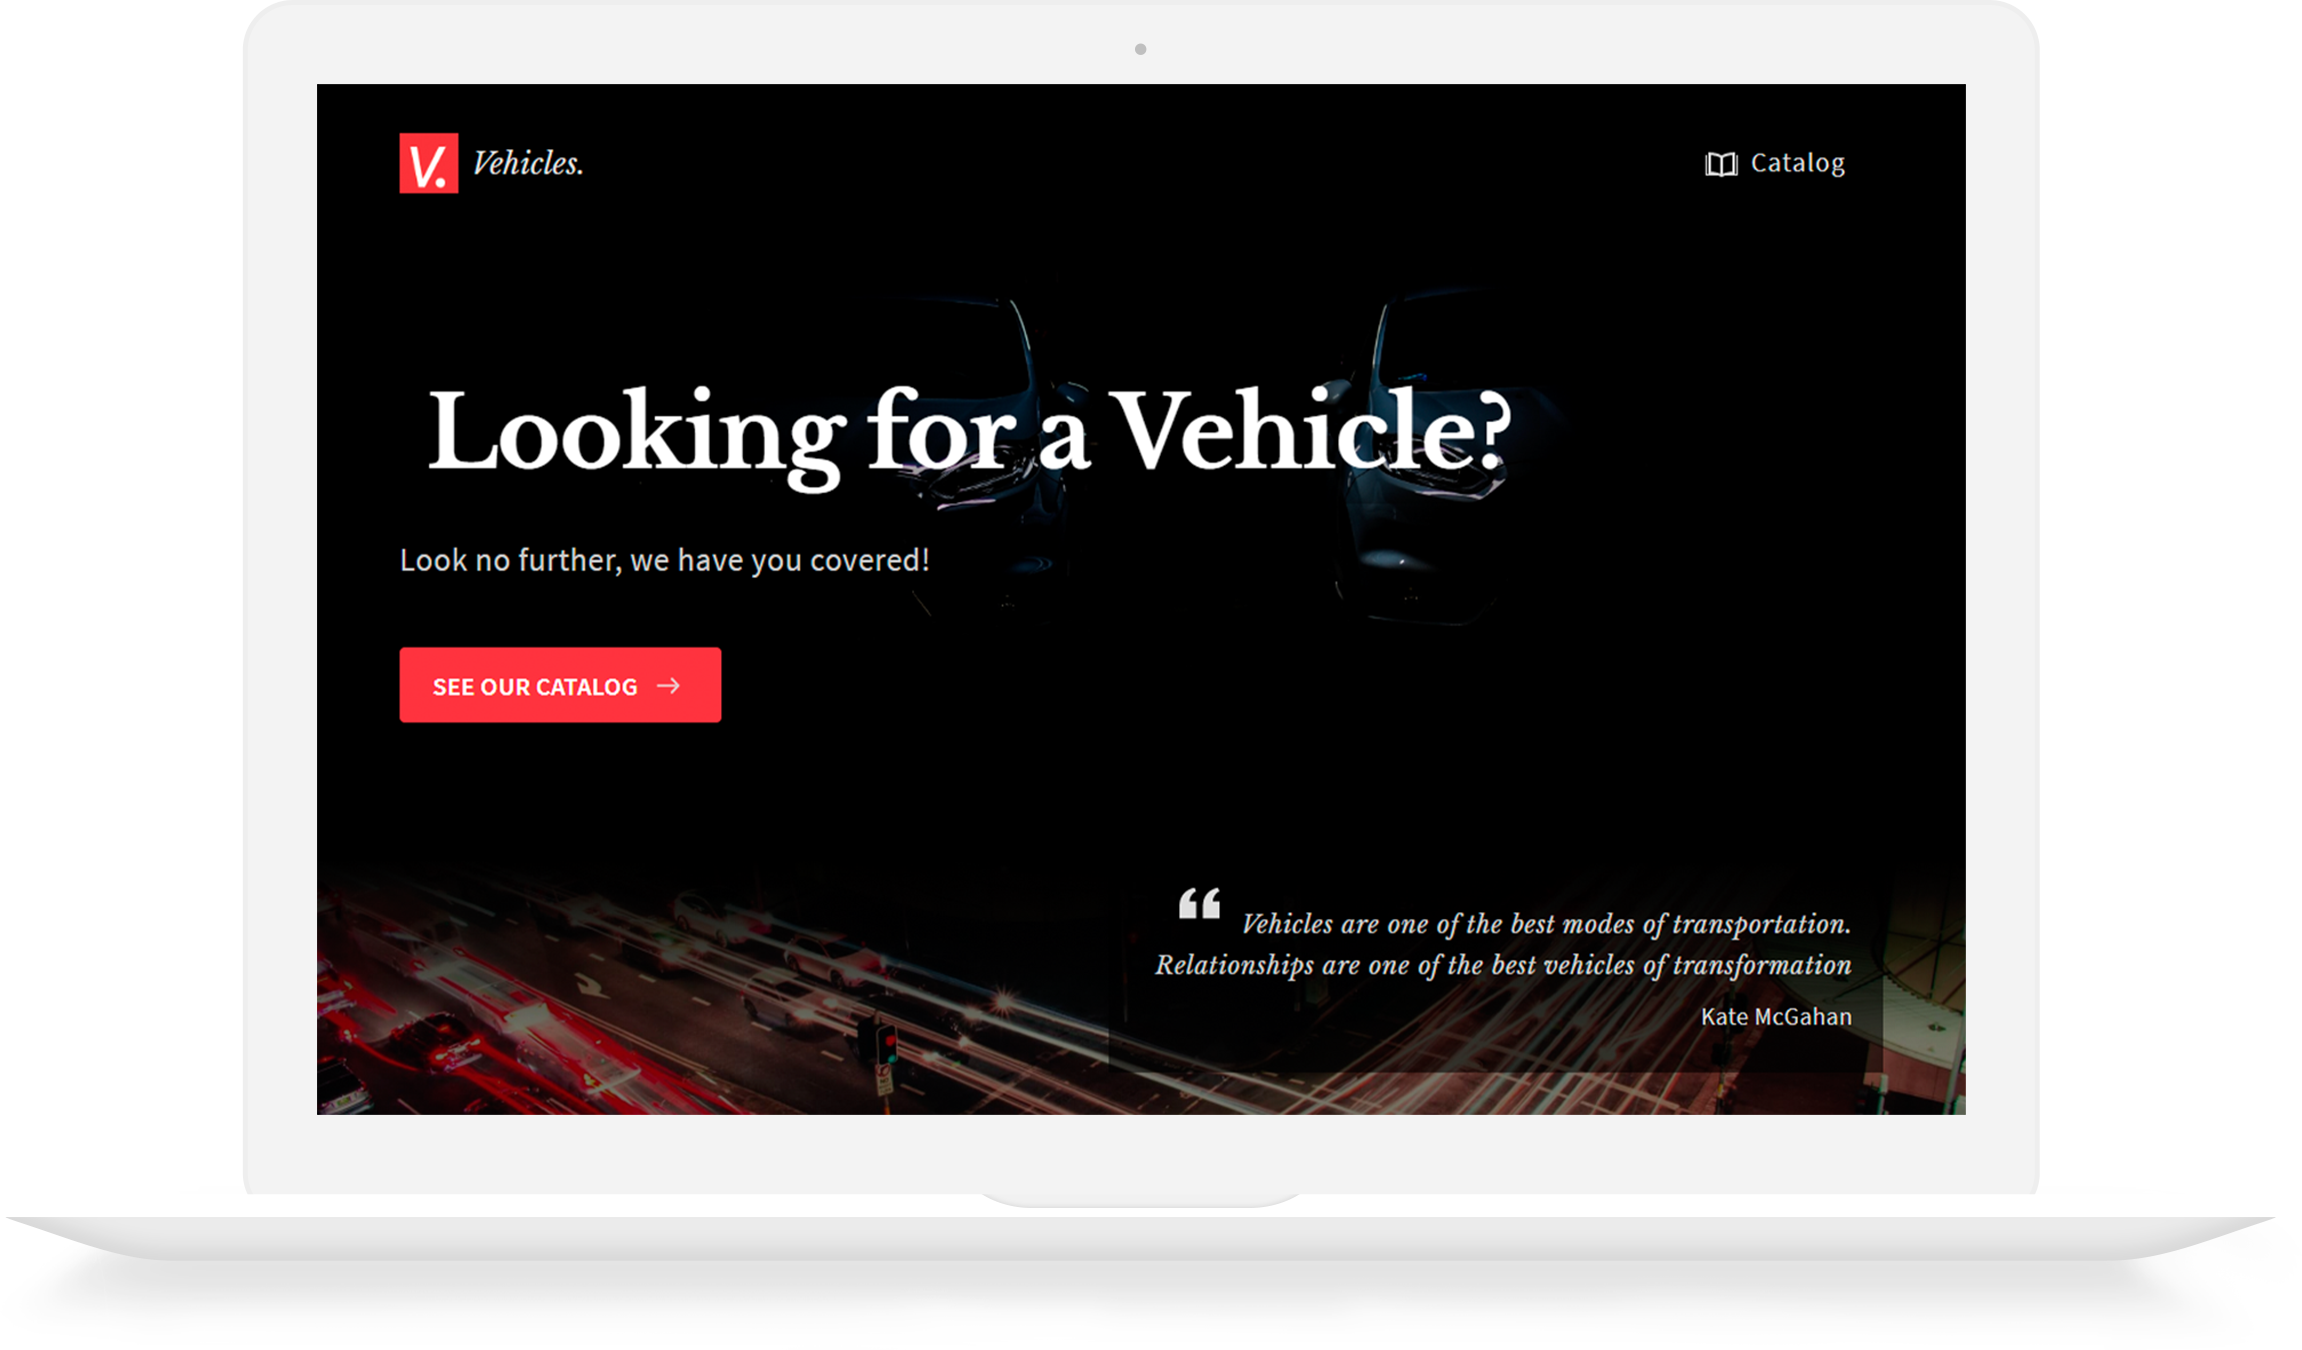 V. Vehicles.
Catalog
Looking for a Vehicle?
Look no further, we have you covered!
SEE OUR CATALOG →
“ Vehicles are one of the best modes of transportation.
Relationships are one of the best vehicles of transformation
Kate McGahan